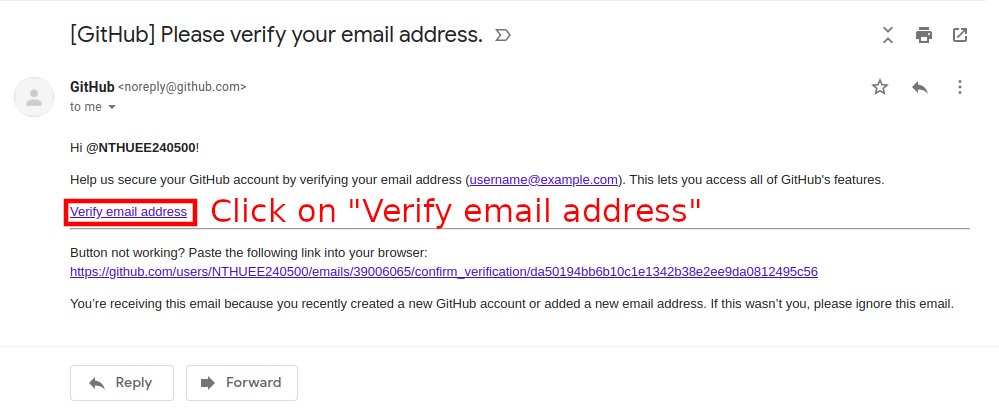 [GitHub] Please verify your email address.
GitHub <noreply@github.com>
to me
Hi @NTHUEE240500!
Help us secure your GitHub account by verifying your email address (username@example.com). This lets you access all of GitHub's features.
Verify email address
Click on "Verify email address"
Button not working? Paste the following link into your browser:
https://github.com/users/NTHUEE240500/emails/39006065/confirm_verification/da50194bb6b10c1e1342b38e2ee9da0812495c56
You’re receiving this email because you recently created a new GitHub account or added a new email address. If this wasn’t you, please ignore this email.
Reply
Forward